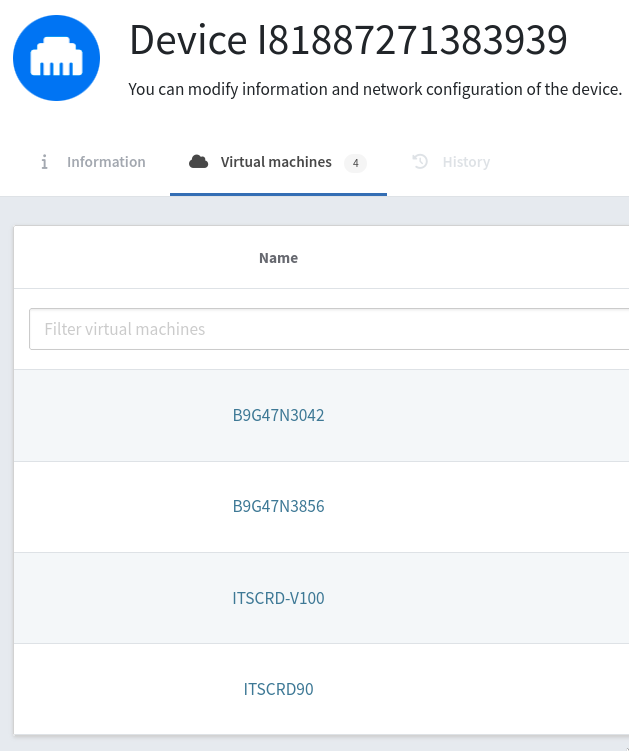 Device I81887271383939
You can modify information and network configuration of the device.
Information
Virtual machines 4
History
Name
Filter virtual machines
B9G47N3042
B9G47N3856
ITSCRD-V100
ITSCRD90